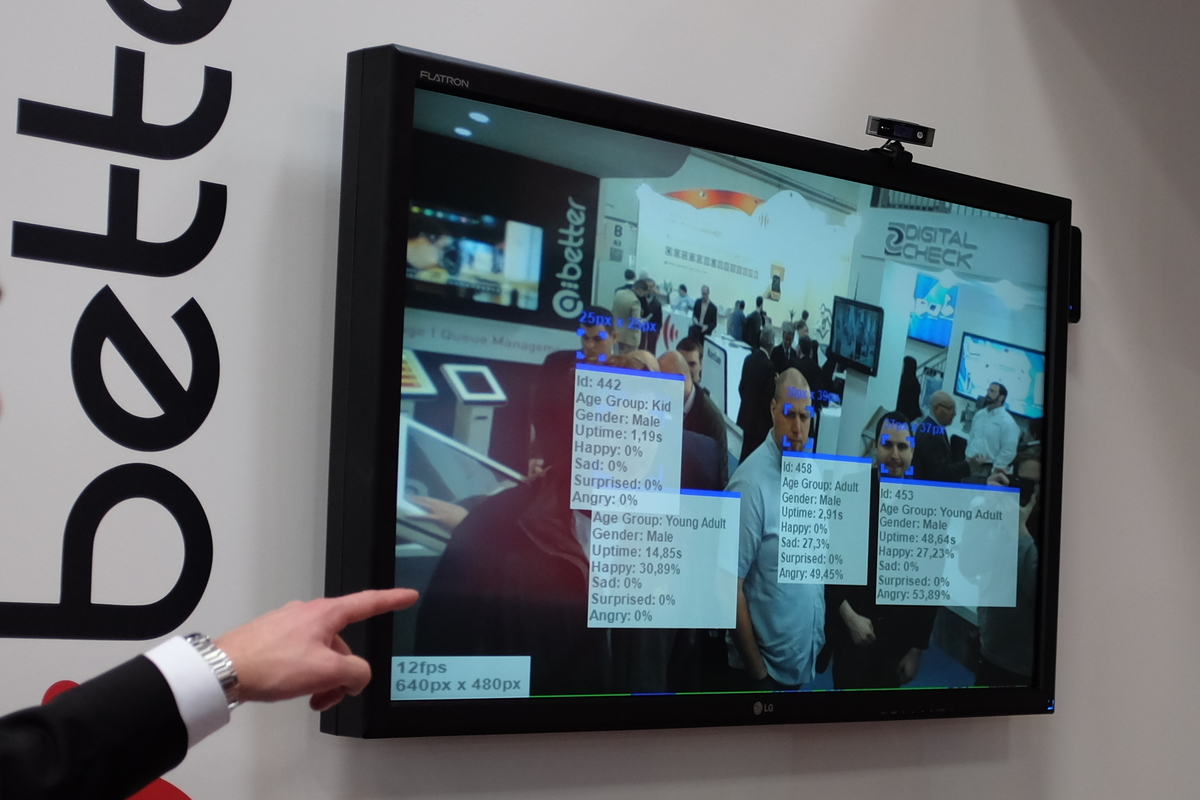 bette
FLATRON
@ibetter
DIGITAL
CHECK
B
Queue Managem
25px x 25px
Id: 442
Age Group: Kid
Gender: Male
Uptime: 1,19s
Happy: 0%
Sad: 0%
Surprised: 0%
Angry: 0%
Age Group: Young Adult
Gender: Male
Uptime: 14,85s
Happy: 30,89%
Sad: 0%
Surprised: 0%
Angry: 0%
Id: 458
Age Group: Adult
Gender: Male
Uptime: 2,91s
Happy: 0%
Sad: 27,3%
Surprised: 0%
Angry: 49,45%
Id: 453
Age Group: Young Adult
Gender: Male
Uptime: 48,64s
Happy: 27,23%
Sad: 0%
Surprised: 0%
Angry: 53,89%
12fps
640px x 480px
LG